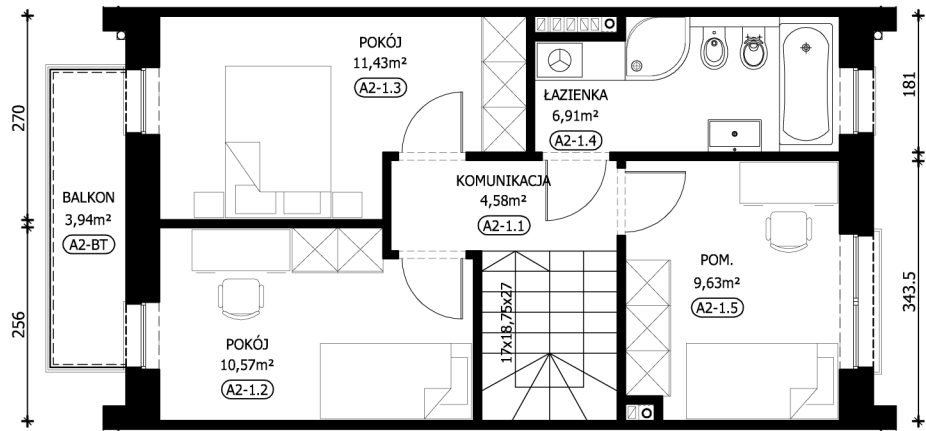 POKÓJ
11,43m²
A2-1.3
ŁAZIENKA
6,91m²
A2-1.4
270
181
BALKON
3,94m²
A2-BT
KOMUNIKACJA
4,58m²
A2-1.1
POM.
9,63m²
A2-1.5
17x18,75x27
256
343.5
POKÓJ
10,57m²
A2-1.2